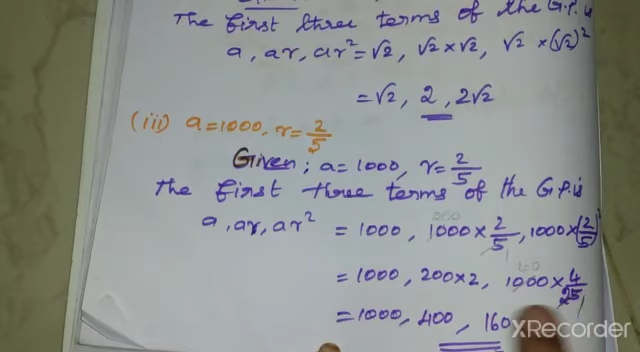 The first three terms of the G.P. is
a, ar, ar² = √2, √2 × √2, √2 × (√2)²
= √2, 2, 2√2
(iii) a = 1000, r = 2/5
Given; a = 1000, r = 2/5
The first three terms of the G.P. is
a, ar, ar² = 1000, 1000 × 2/5, 1000 × (2/5)²
= 1000, 200 × 2, 1000 × 4/25
= 1000, 400, 160
XRecorder